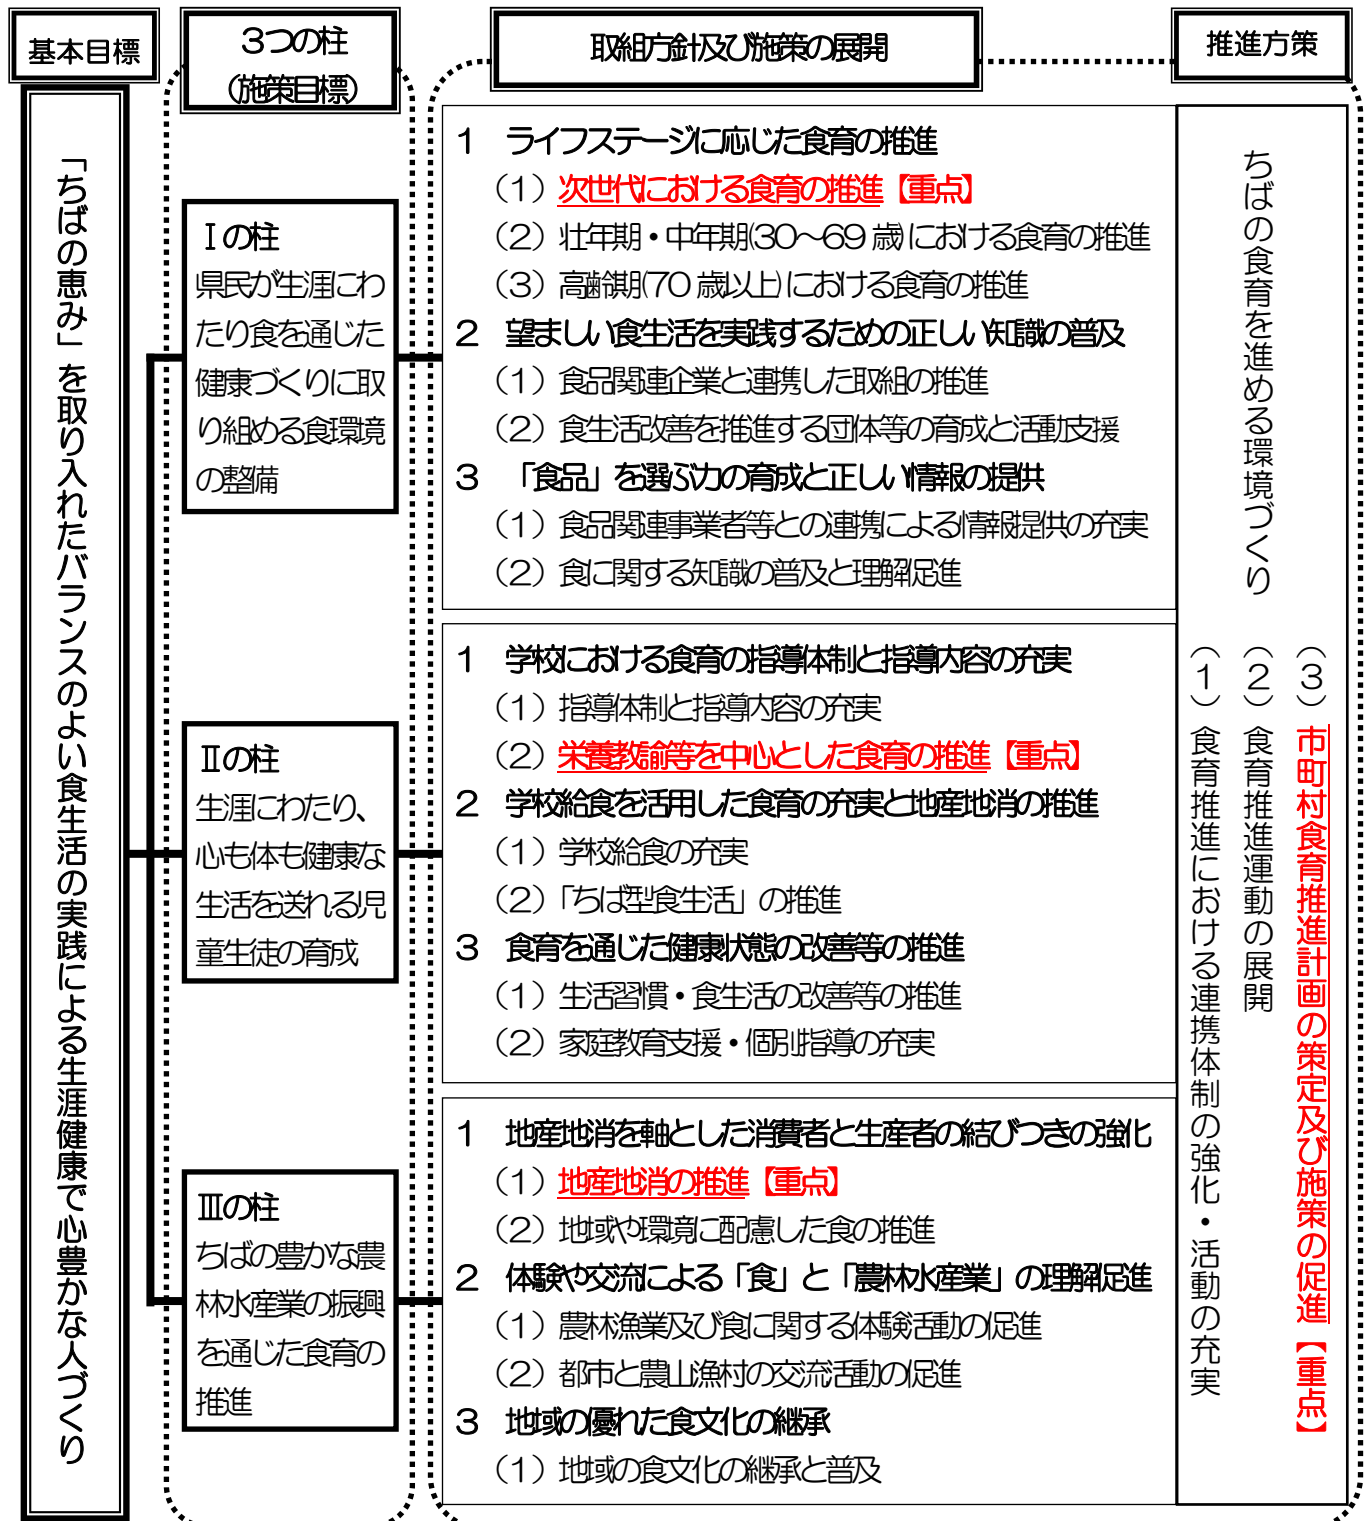 基本目標
3つの柱
(施策目標)
取組方針及び施策の展開
推進方策
「ちばの恵み」を取り入れたバランスのよい食生活の実践による生涯健康で心豊かな人づくり
Ⅰの柱
県民が生涯にわ
たり食を通じた
健康づくりに取
り組める食環境
の整備
1 ライフステージに応じた食育の推進
(1) 次世代における食育の推進【重点】
(2) 壮年期・中年期(30～69歳)における食育の推進
(3) 高齢期(70歳以上)における食育の推進
2 望ましい食生活を実践するための正しい知識の普及
(1) 食品関連企業と連携した取組の推進
(2) 食生活改善を推進する団体等の育成と活動支援
3 「食品」を選ぶ力の育成と正しい情報の提供
(1) 食品関連事業者等との連携による情報提供の充実
(2) 食に関する知識の普及と理解促進
Ⅱの柱
生涯にわたり、
心も体も健康な
生活を送れる児
童生徒の育成
1 学校における食育の指導体制と指導内容の充実
(1) 指導体制と指導内容の充実
(2) 栄養教諭等を中心とした食育の推進【重点】
2 学校給食を活用した食育の充実と地産地消の推進
(1) 学校給食の充実
(2)「ちば型食生活」の推進
3 食育を通じた健康状態の改善等の推進
(1) 生活習慣・食生活の改善等の推進
(2) 家庭教育支援・個別指導の充実
Ⅲの柱
ちばの豊かな農
林水産業の振興
を通じた食育の
推進
1 地産地消を軸とした消費者と生産者の結びつきの強化
(1) 地産地消の推進【重点】
(2) 地域や環境に配慮した食の推進
2 体験や交流による「食」と「農林水産業」の理解促進
(1) 農林漁業及び食に関する体験活動の促進
(2) 都市と農山漁村の交流活動の促進
3 地域の優れた食文化の継承
(1) 地域の食文化の継承と普及
ちばの食育を進める環境づくり
(1) 食育推進における連携体制の強化・活動の充実
(2) 食育推進運動の展開
(3) 市町村食育推進計画の策定及び施策の促進【重点】